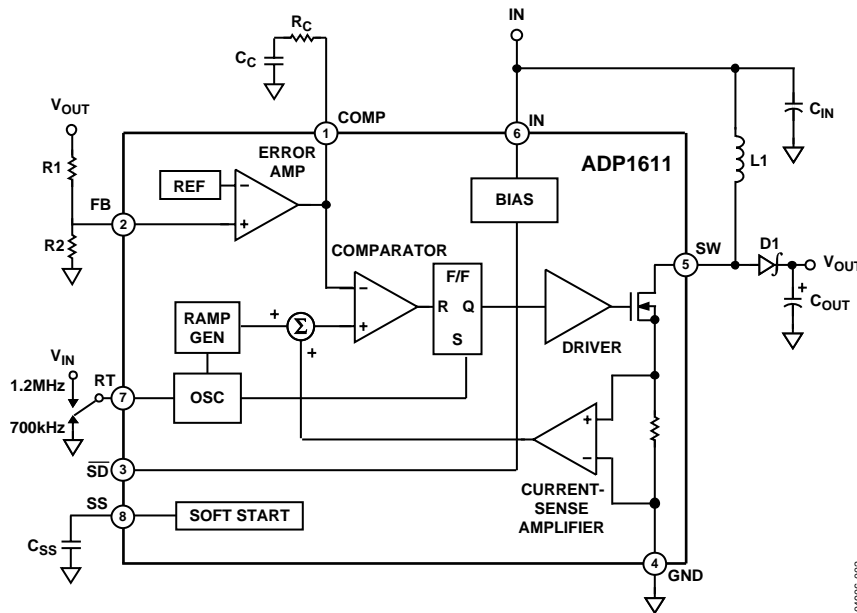 IN
RC
CC
COMP
1
IN
6
CIN
VOUT
R1
FB
2
R2
ERROR
AMP
REF
−
+
BIAS
ADP1611
L1
COMPARATOR
−
+
F/F
R Q
S
DRIVER
SW
5
D1
VOUT
+
COUT
RAMP
GEN
+
Σ
+
VIN
1.2MHz
RT
7
700kHz
OSC
+
−
CURRENT-
SENSE
AMPLIFIER
SD
3
SS
8
SOFT START
CSS
4
GND